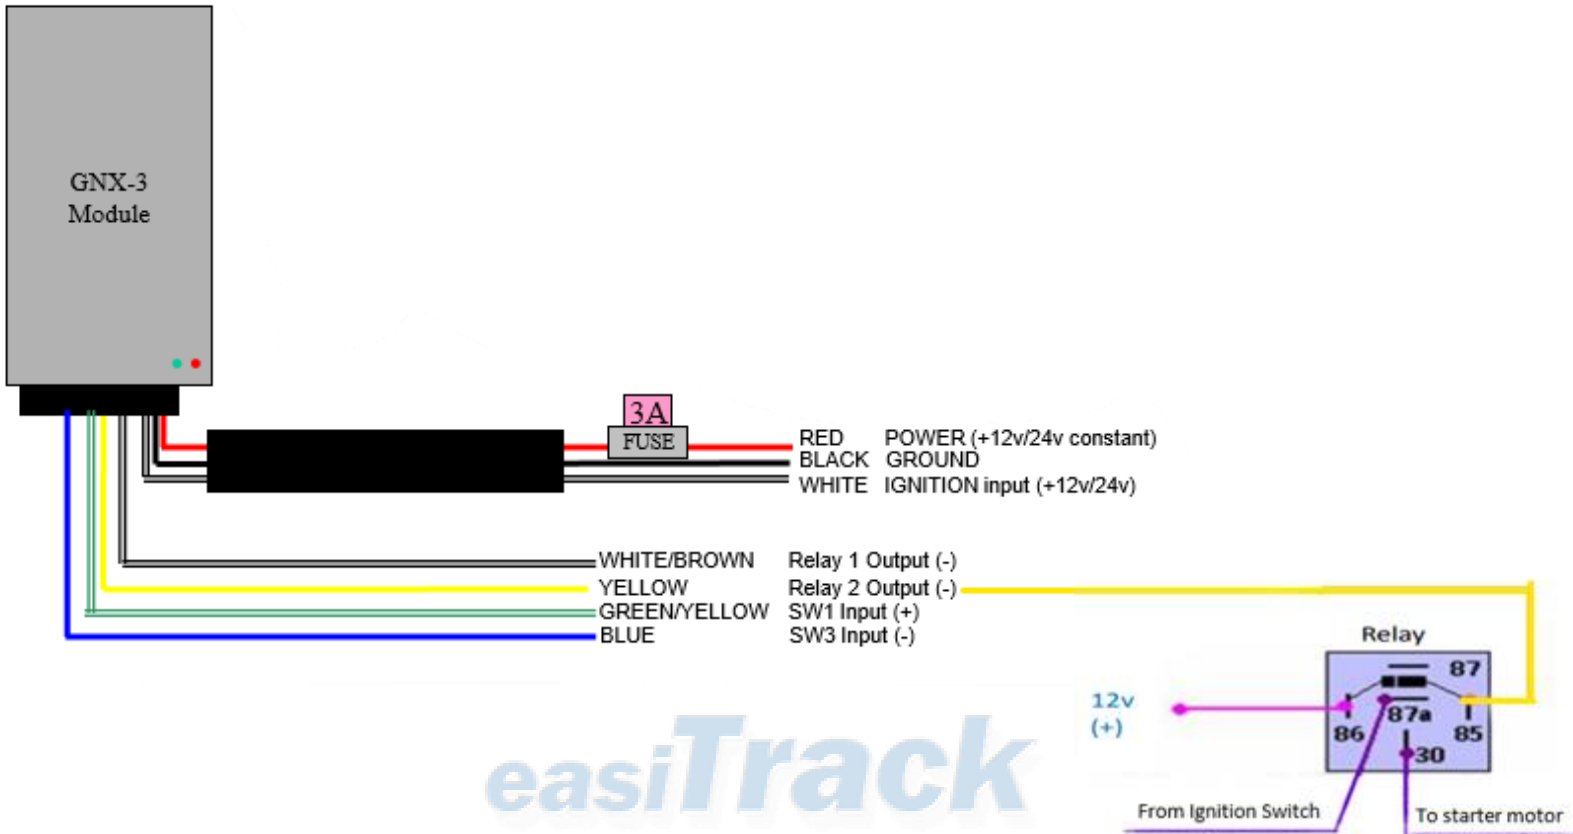 GNX-3
Module
3A
FUSE
RED POWER (+12v/24v constant)
BLACK GROUND
WHITE IGNITION input (+12v/24v)
WHITE/BROWN Relay 1 Output (-)
YELLOW Relay 2 Output (-)
GREEN/YELLOW SW1 Input (+)
BLUE SW3 Input (-)
Relay
87
12v
(+)
87a
86
85
30
From Ignition Switch
To starter motor
easiTrack